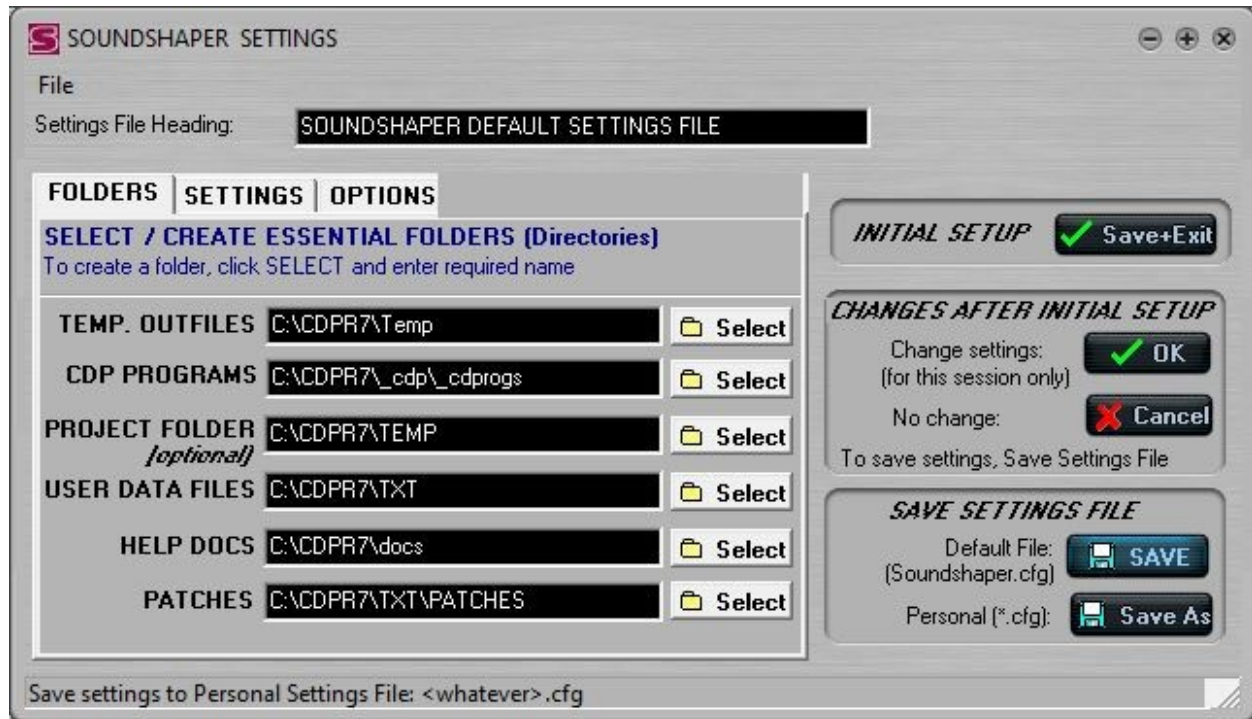 SOUNDSHAPER SETTINGS
File
Settings File Heading: SOUNDSHAPER DEFAULT SETTINGS FILE
FOLDERS SETTINGS OPTIONS
SELECT / CREATE ESSENTIAL FOLDERS (Directories)
To create a folder, click SELECT and enter required name
TEMP. OUTFILES C:\CDPR7\Temp Select
CDP PROGRAMS C:\CDPR7\_cdp\_cdprogs Select
PROJECT FOLDER C:\CDPR7\TEMP Select
(optional)
USER DATA FILES C:\CDPR7\TXT Select
HELP DOCS C:\CDPR7\docs Select
PATCHES C:\CDPR7\TXT\PATCHES Select
INITIAL SETUP Save+Exit
CHANGES AFTER INITIAL SETUP
Change settings: OK
(for this session only)
No change: Cancel
To save settings, Save Settings File
SAVE SETTINGS FILE
Default File: SAVE
(Soundshaper.cfg)
Personal (*.cfg): Save As
Save settings to Personal Settings File: <whatever>.cfg